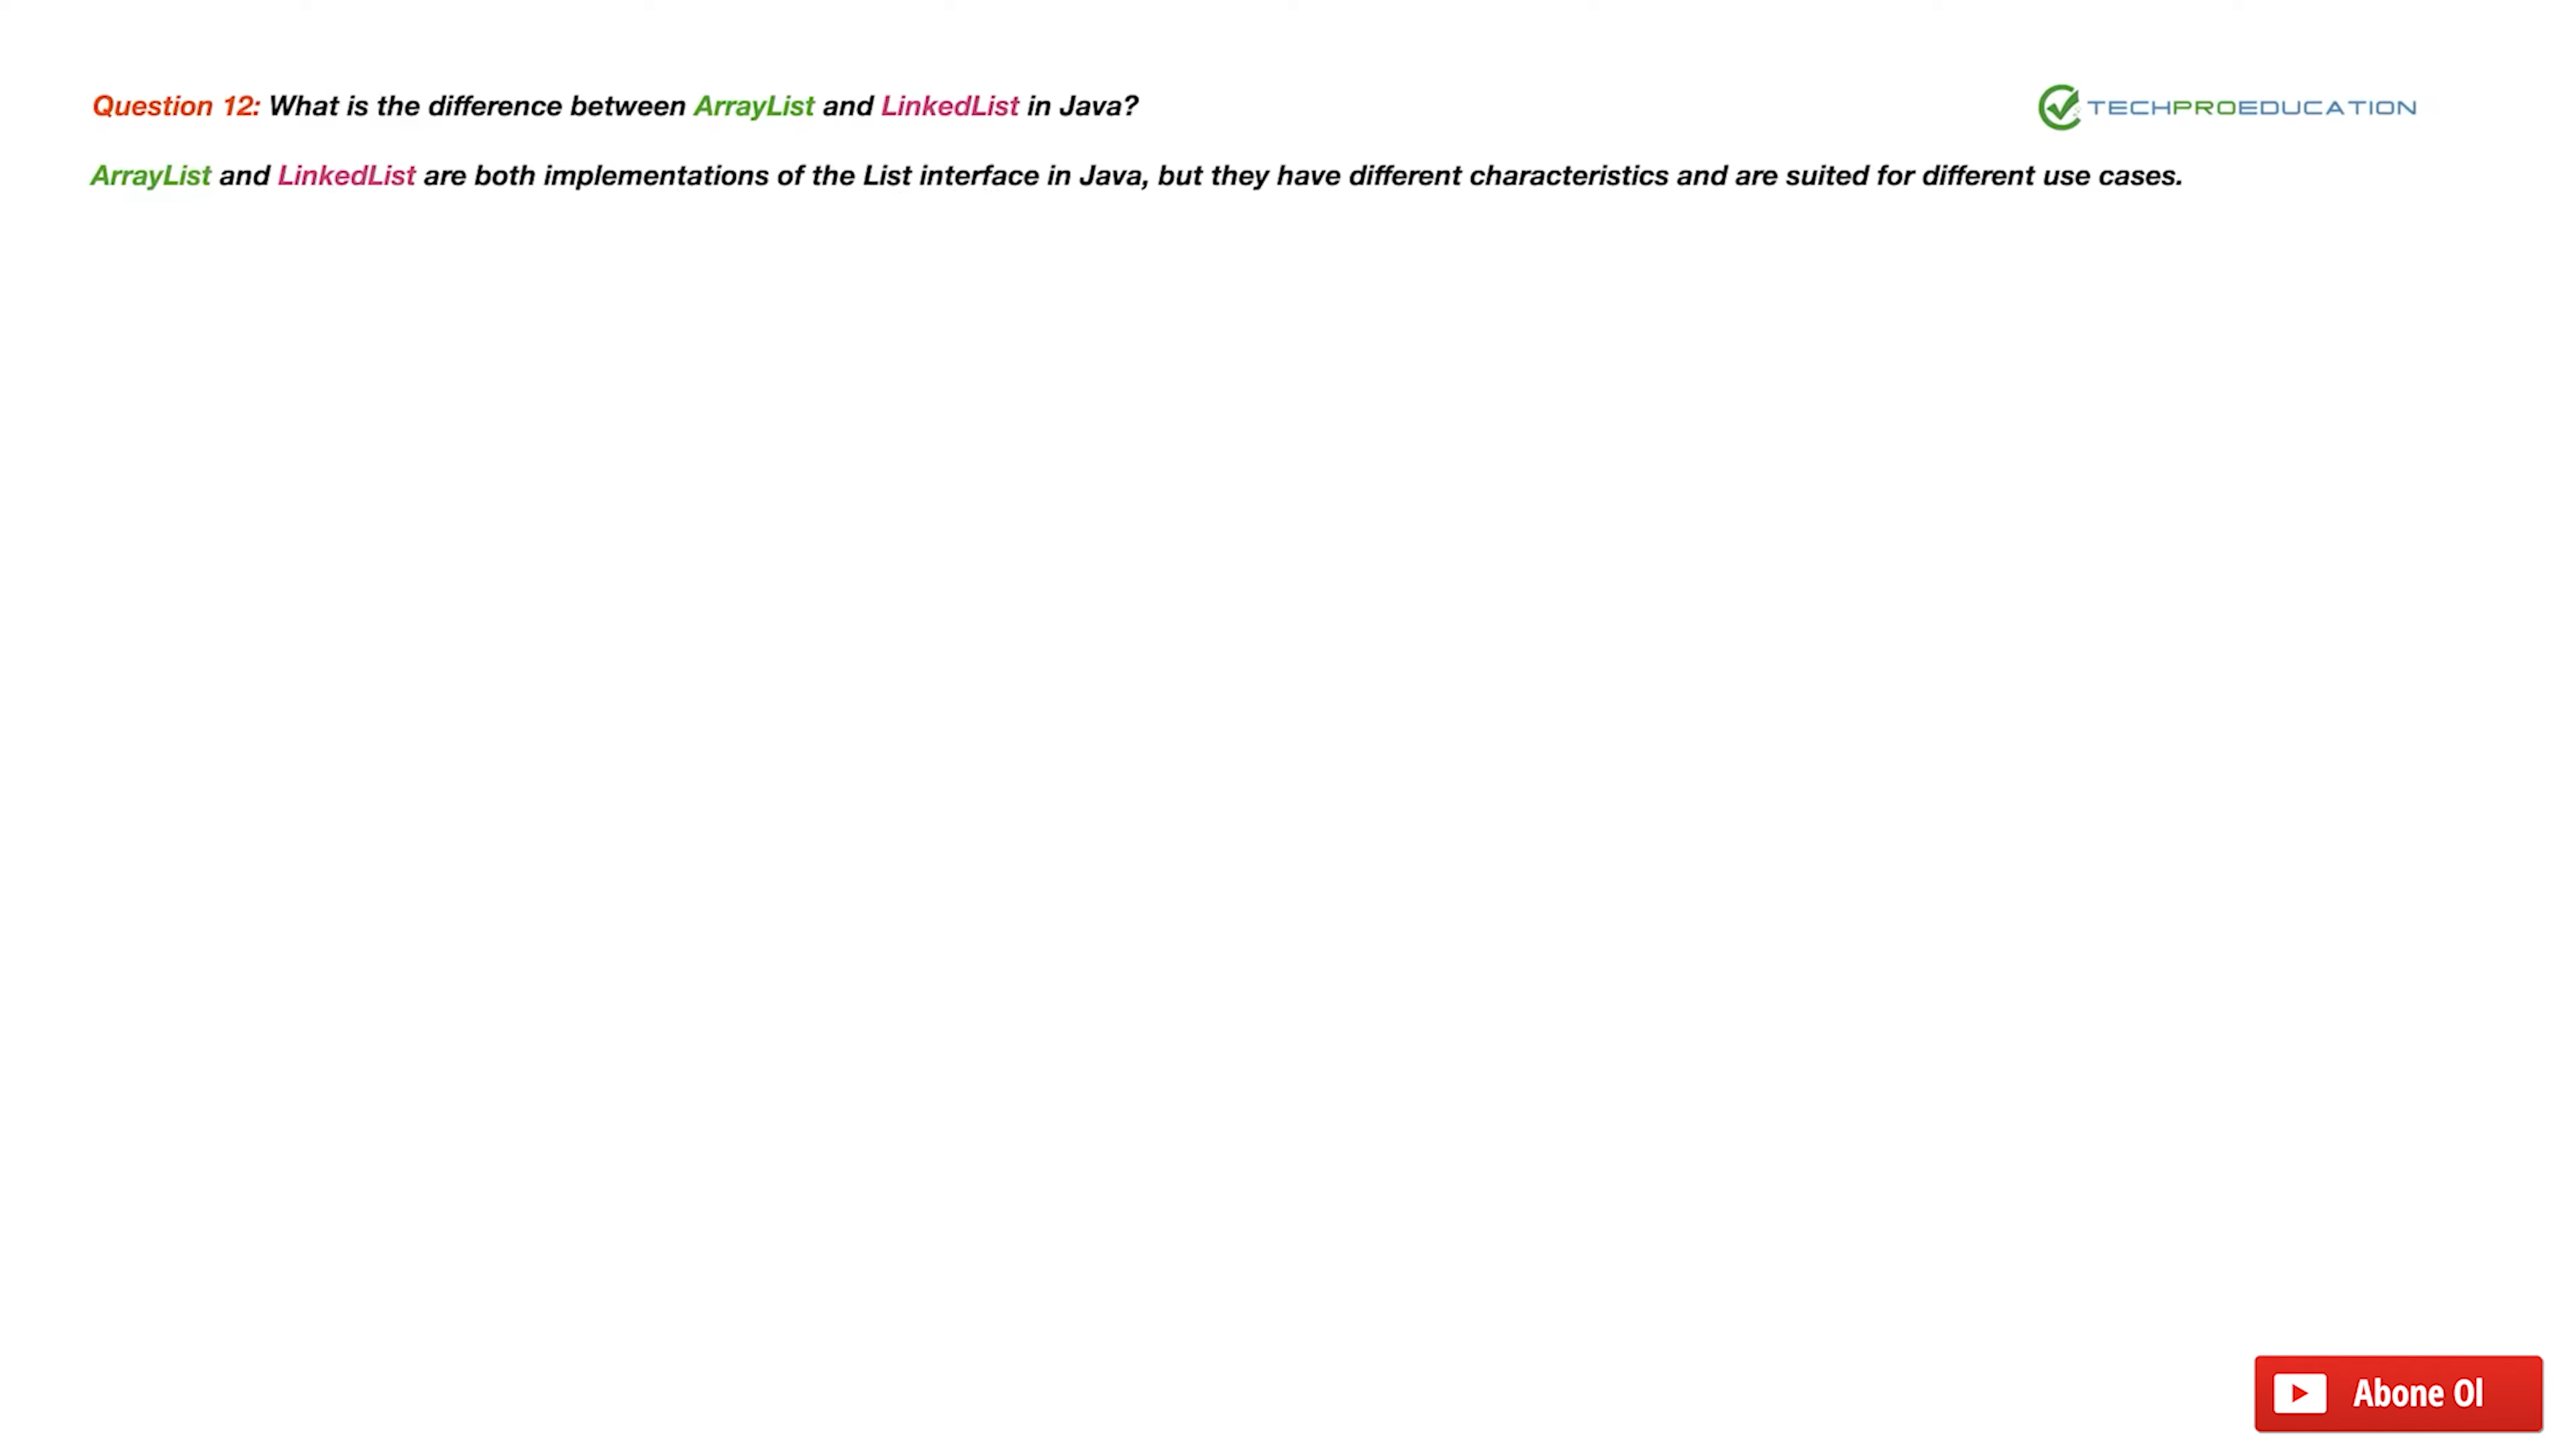 Question 12: What is the difference between ArrayList and LinkedList in Java?
TECHPROEDUCATION
ArrayList and LinkedList are both implementations of the List interface in Java, but they have different characteristics and are suited for different use cases.
Abone Ol